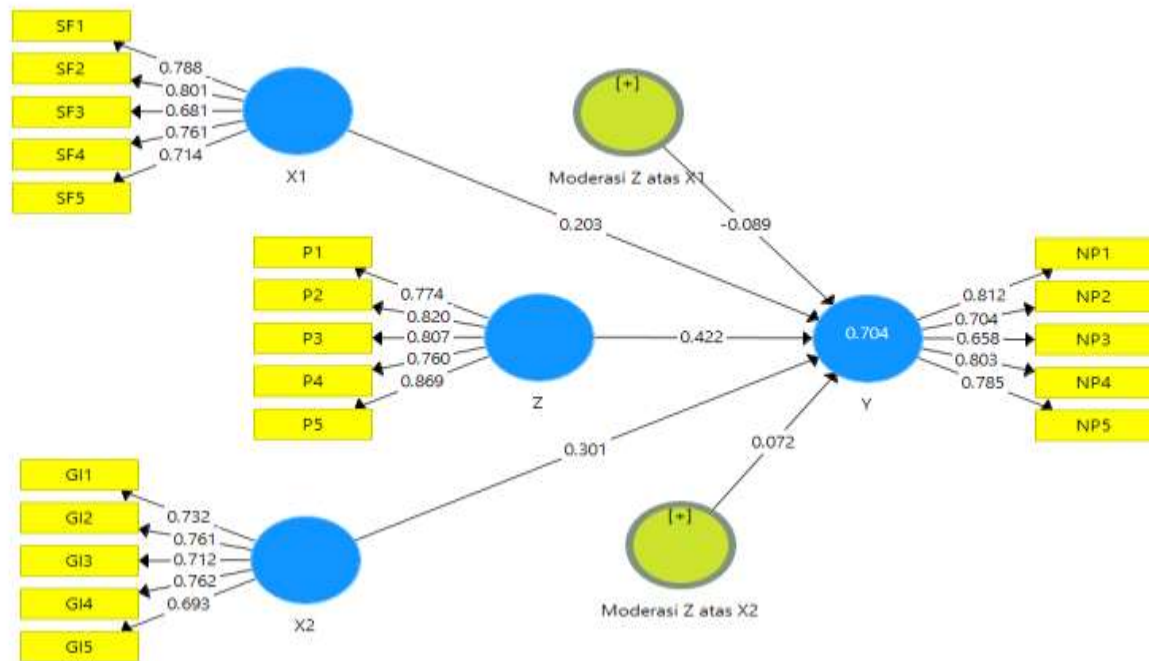 SF1
SF2
SF3
SF4
SF5
0.788
0.801
0.681
0.761
0.714
X1
[+]
Moderasi Z atas X1
0.203
-0.089
P1
P2
P3
P4
P5
0.774
0.820
0.807
0.760
0.869
Z
0.422
0.704
Y
NP1
NP2
NP3
NP4
NP5
0.812
0.704
0.658
0.803
0.785
GI1
GI2
GI3
GI4
GI5
0.732
0.761
0.712
0.762
0.693
X2
0.301
0.072
[+]
Moderasi Z atas X2